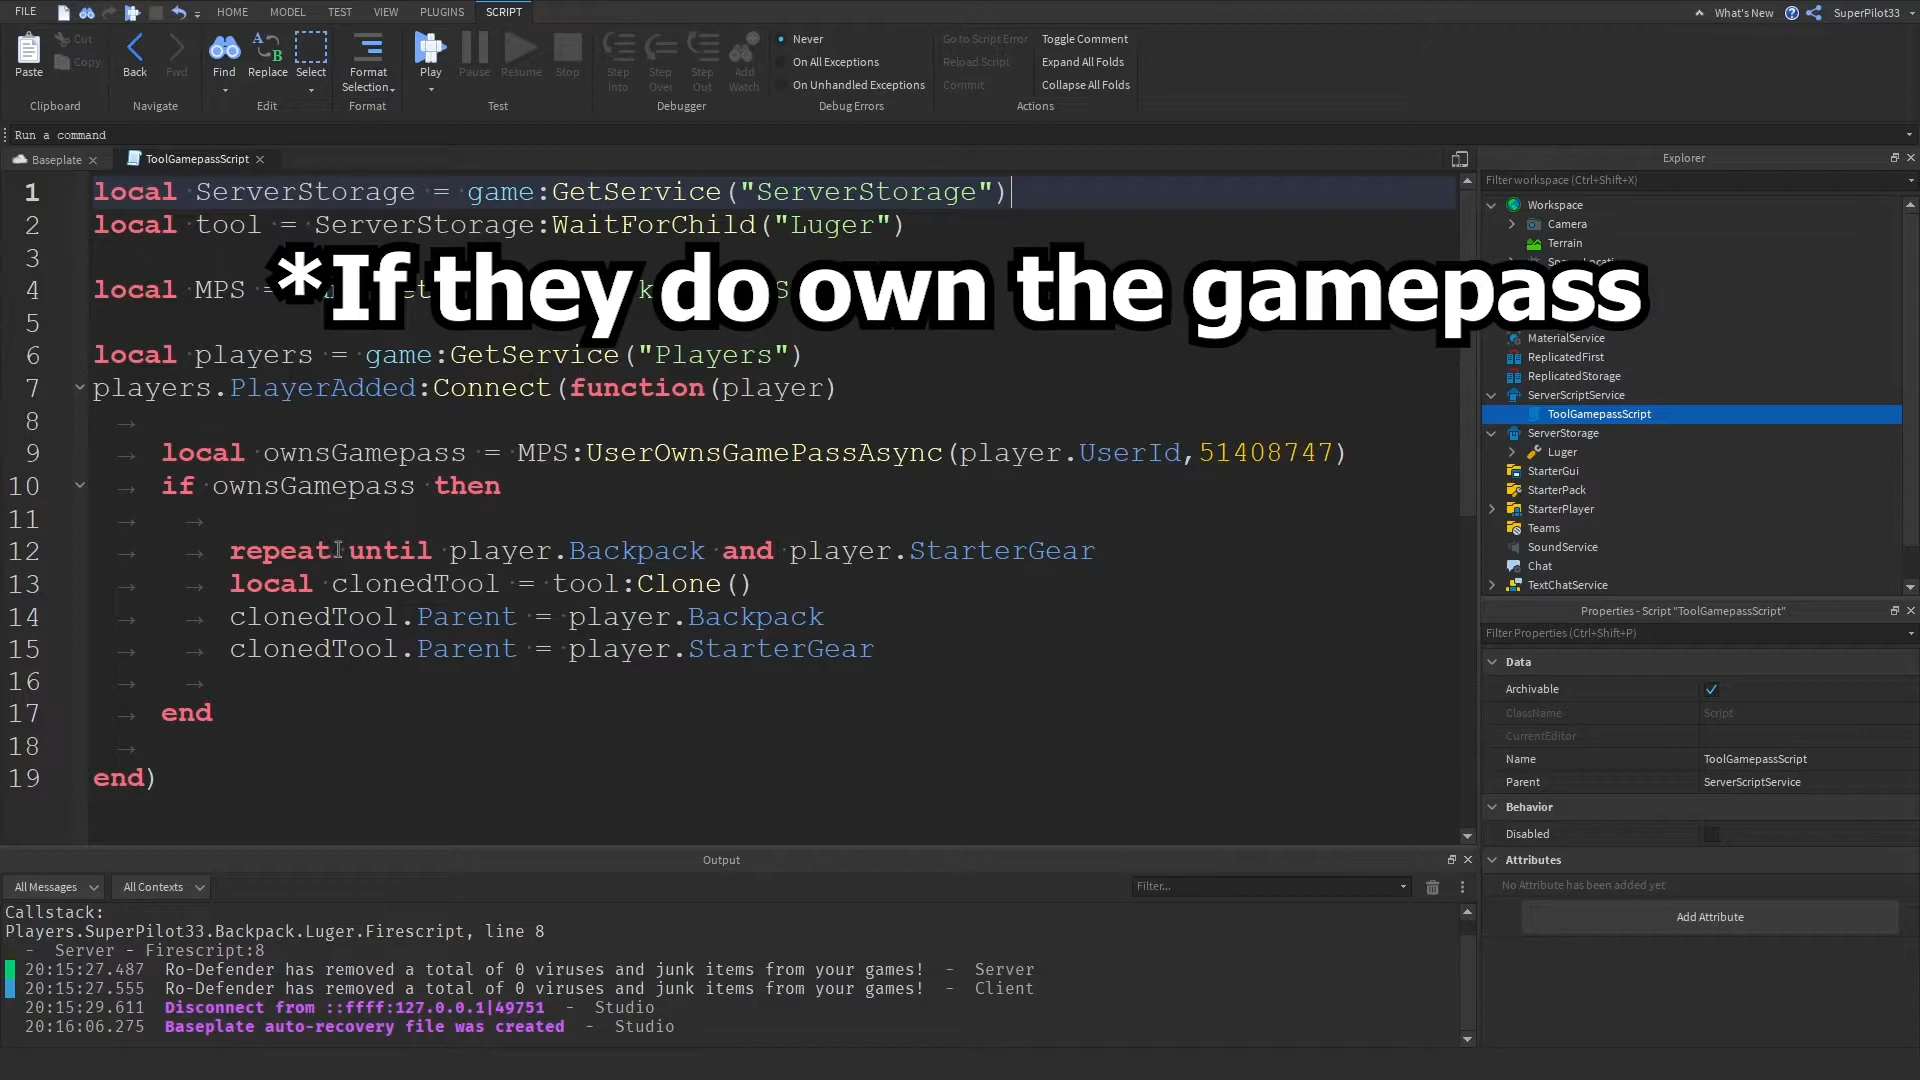 FILE HOME MODEL TEST VIEW PLUGINS SCRIPT What's New SuperPilot33
Paste Cut Copy Back Fwd Find Replace Select Format Selection Play Pause Resume Stop Step Into Step Over Step Out Add Watch
Never
On All Exceptions
On Unhandled Exceptions
Go to Script Error
Reload Script
Commit
Toggle Comment
Expand All Folds
Collapse All Folds
Clipboard Navigate Edit Format Test Debugger Debug Errors Actions
Run a command
Baseplate ToolGamepassScript
1 local ServerStorage = game:GetService("ServerStorage")
2 local tool = ServerStorage:WaitForChild("Luger")
3
*If they do own the gamepass
4 local MPS
5
6 local players = game:GetService("Players")
7 players.PlayerAdded:Connect(function(player)
8
9 local ownsGamepass = MPS:UserOwnsGamePassAsync(player.UserId,51408747)
10 if ownsGamepass then
11
12 repeat until player.Backpack and player.StarterGear
13 local clonedTool = tool:Clone()
14 clonedTool.Parent = player.Backpack
15 clonedTool.Parent = player.StarterGear
16
17 end
18
19 end)
Output
All Messages All Contexts Filter...
Callstack:
Players.SuperPilot33.Backpack.Luger.Firescript, line 8
- Server - Firescript:8
20:15:27.487 Ro-Defender has removed a total of 0 viruses and junk items from your games! - Server
20:15:27.555 Ro-Defender has removed a total of 0 viruses and junk items from your games! - Client
20:15:29.611 Disconnect from ::ffff:127.0.0.1|49751 - Studio
20:16:06.275 Baseplate auto-recovery file was created - Studio
Explorer
Filter workspace (Ctrl+Shift+X)
Workspace
Camera
Terrain
MaterialService
ReplicatedFirst
ReplicatedStorage
ServerScriptService
ToolGamepassScript
ServerStorage
Luger
StarterGui
StarterPack
StarterPlayer
Teams
SoundService
Chat
TextChatService
Properties - Script "ToolGamepassScript"
Filter Properties (Ctrl+Shift+P)
Data
Archivable
ClassName Script
CurrentEditor
Name ToolGamepassScript
Parent ServerScriptService
Behavior
Disabled
Attributes
No Attribute has been added yet
Add Attribute